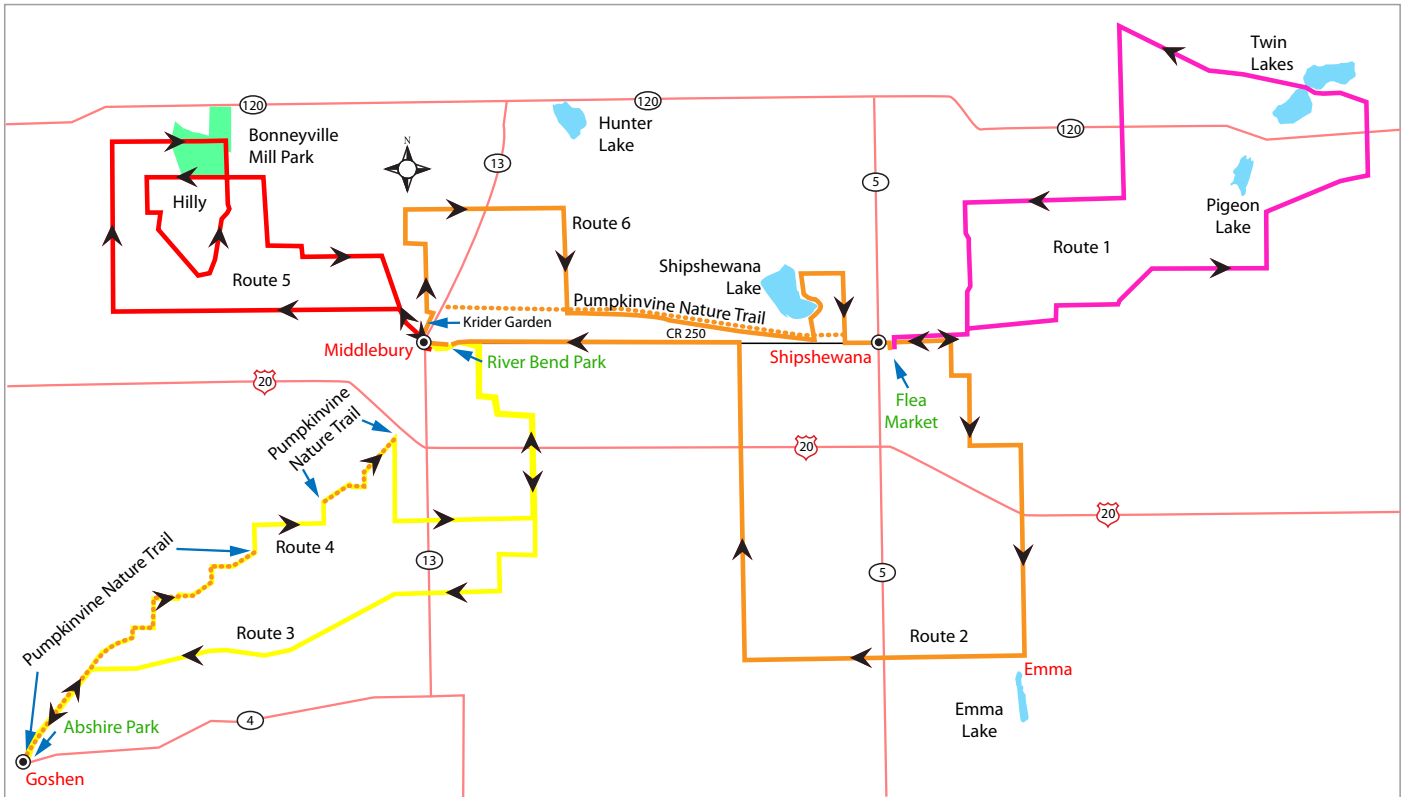 Twin
Lakes
120
120
120
Bonneyville
Mill Park
Hunter
Lake
N
13
5
Hilly
Pigeon
Lake
Route 6
Route 1
Shipshewana
Lake
Route 5
Pumpkinvine Nature Trail
Krider Garden
CR 250
Middlebury
River Bend Park
Shipshewana
20
Flea
Market
Pumpkinvine
Nature Trail
20
20
Route 4
13
5
Pumpkinvine Nature Trail
Route 3
Route 2
Emma
Emma
Lake
4
Abshire Park
Goshen